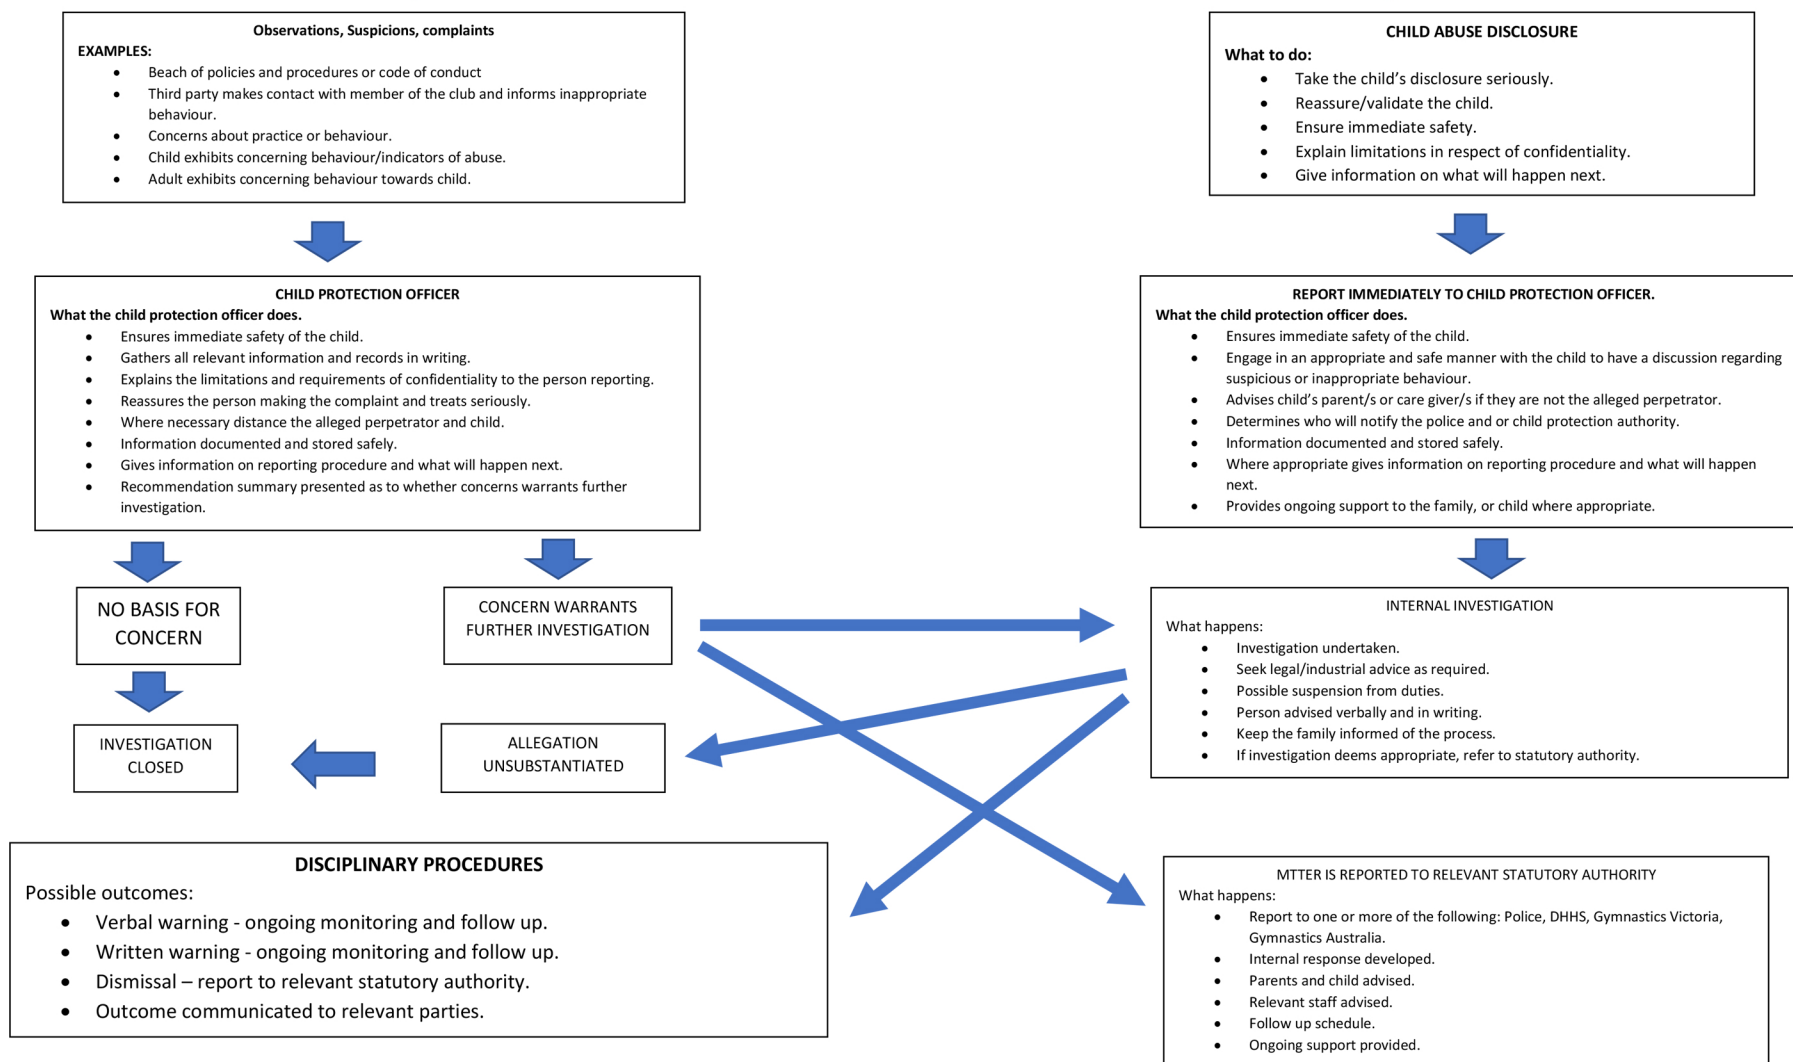 Observations, Suspicions, complaints
EXAMPLES:
• Beach of policies and procedures or code of conduct
• Third party makes contact with member of the club and informs inappropriate
behaviour.
• Concerns about practice or behaviour.
• Child exhibits concerning behaviour/indicators of abuse.
• Adult exhibits concerning behaviour towards child.
CHILD ABUSE DISCLOSURE
What to do:
• Take the child's disclosure seriously.
• Reassure/validate the child.
• Ensure immediate safety.
• Explain limitations in respect of confidentiality.
• Give information on what will happen next.
CHILD PROTECTION OFFICER
What the child protection officer does.
• Ensures immediate safety of the child.
• Gathers all relevant information and records in writing.
• Explains the limitations and requirements of confidentiality to the person reporting.
• Reassures the person making the complaint and treats seriously.
• Where necessary distance the alleged perpetrator and child.
• Information documented and stored safely.
• Gives information on reporting procedure and what will happen next.
• Recommendation summary presented as to whether concerns warrants further
investigation.
REPORT IMMEDIATELY TO CHILD PROTECTION OFFICER.
What the child protection officer does.
• Ensures immediate safety of the child.
• Engage in an appropriate and safe manner with the child to have a discussion regarding
suspicious or inappropriate behaviour.
• Advises child's parent/s or care giver/s if they are not the alleged perpetrator.
• Determines who will notify the police and or child protection authority.
• Information documented and stored safely.
• Where appropriate gives information on reporting procedure and what will happen
next.
• Provides ongoing support to the family, or child where appropriate.
NO BASIS FOR
CONCERN
CONCERN WARRANTS
FURTHER INVESTIGATION
INTERNAL INVESTIGATION
What happens:
• Investigation undertaken.
• Seek legal/industrial advice as required.
• Possible suspension from duties.
• Person advised verbally and in writing.
• Keep the family informed of the process.
• If investigation deems appropriate, refer to statutory authority.
INVESTIGATION
CLOSED
ALLEGATION
UNSUBSTANTIATED
DISCIPLINARY PROCEDURES
Possible outcomes:
• Verbal warning - ongoing monitoring and follow up.
• Written warning - ongoing monitoring and follow up.
• Dismissal – report to relevant statutory authority.
• Outcome communicated to relevant parties.
MTTER IS REPORTED TO RELEVANT STATUTORY AUTHORITY
What happens:
• Report to one or more of the following: Police, DHHS, Gymnastics Victoria,
Gymnastics Australia.
• Internal response developed.
• Parents and child advised.
• Relevant staff advised.
• Follow up schedule.
• Ongoing support provided.